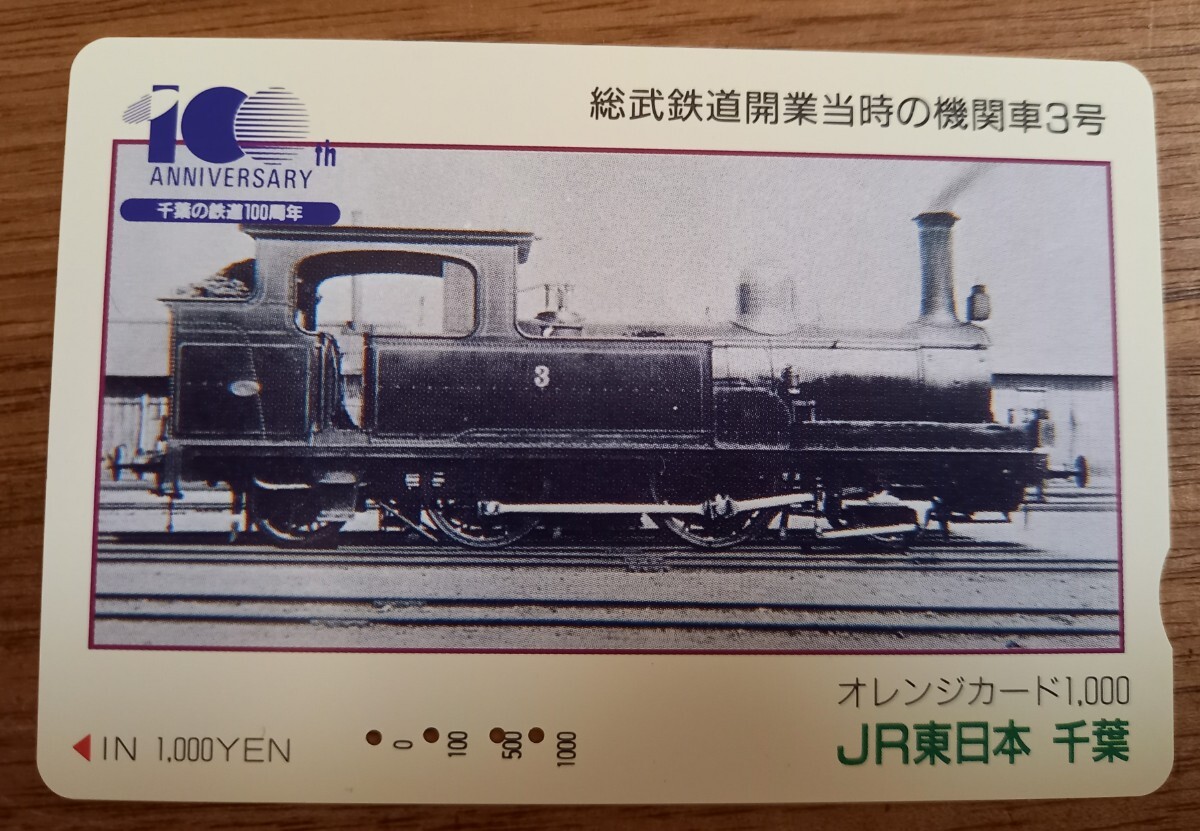 100th
ANNIVERSARY
千葉の鉄道100周年
総武鉄道開業当時の機関車3号
3
オレンジカード1,000
JR東日本 千葉
◀IN 1,000YEN
0 100 500 1000